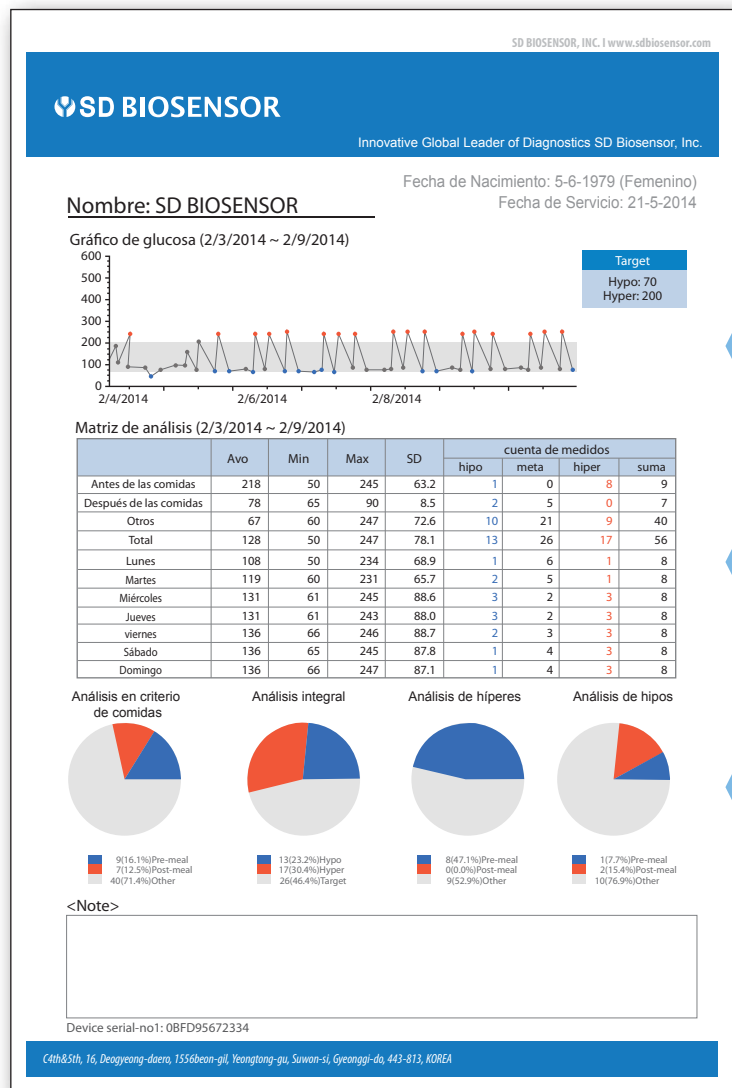 SD BIOSENSOR, INC. I www.sdbiosensor.com
SD BIOSENSOR
Innovative Global Leader of Diagnostics SD Biosensor, Inc.
Fecha de Nacimiento: 5-6-1979 (Femenino)
Nombre: SD BIOSENSOR
Fecha de Servicio: 21-5-2014
Gráfico de glucosa (2/3/2014 ~ 2/9/2014)
600
500
400
300
200
100
0
2/4/2014 2/6/2014 2/8/2014
Target
Hypo: 70
Hyper: 200
Matriz de análisis (2/3/2014 ~ 2/9/2014)
Avo Min Max SD cuenta de medidos
hipo meta hiper suma
Antes de las comidas 218 50 245 63.2 1 0 8 9
Después de las comidas 78 65 90 8.5 2 5 0 7
Otros 67 60 247 72.6 10 21 9 40
Total 128 50 247 78.1 13 26 17 56
Lunes 108 50 234 68.9 1 6 1 8
Martes 119 60 231 65.7 2 5 1 8
Miércoles 131 61 245 88.6 3 2 3 8
Jueves 131 61 243 88.0 3 2 3 8
viernes 136 66 246 88.7 2 3 3 8
Sábado 136 65 245 87.8 1 4 3 8
Domingo 136 66 247 87.1 1 4 3 8
Análisis en criterio
de comidas
Análisis integral
Análisis de híperes
Análisis de hipos
9(16.1%)Pre-meal
7(12.5%)Post-meal
40(71.4%)Other
13(23.2%)Hypo
17(30.4%)Hyper
26(46.4%)Target
8(47.1%)Pre-meal
0(0.0%)Post-meal
9(52.9%)Other
1(7.7%)Pre-meal
2(15.4%)Post-meal
10(76.9%)Other
<Note>
Device serial-no1: 0BFD95672334
C4th&5th, 16, Deogyeong-daero, 1556beon-gil, Yeongtong-gu, Suwon-si, Gyeonggi-do, 443-813, KOREA